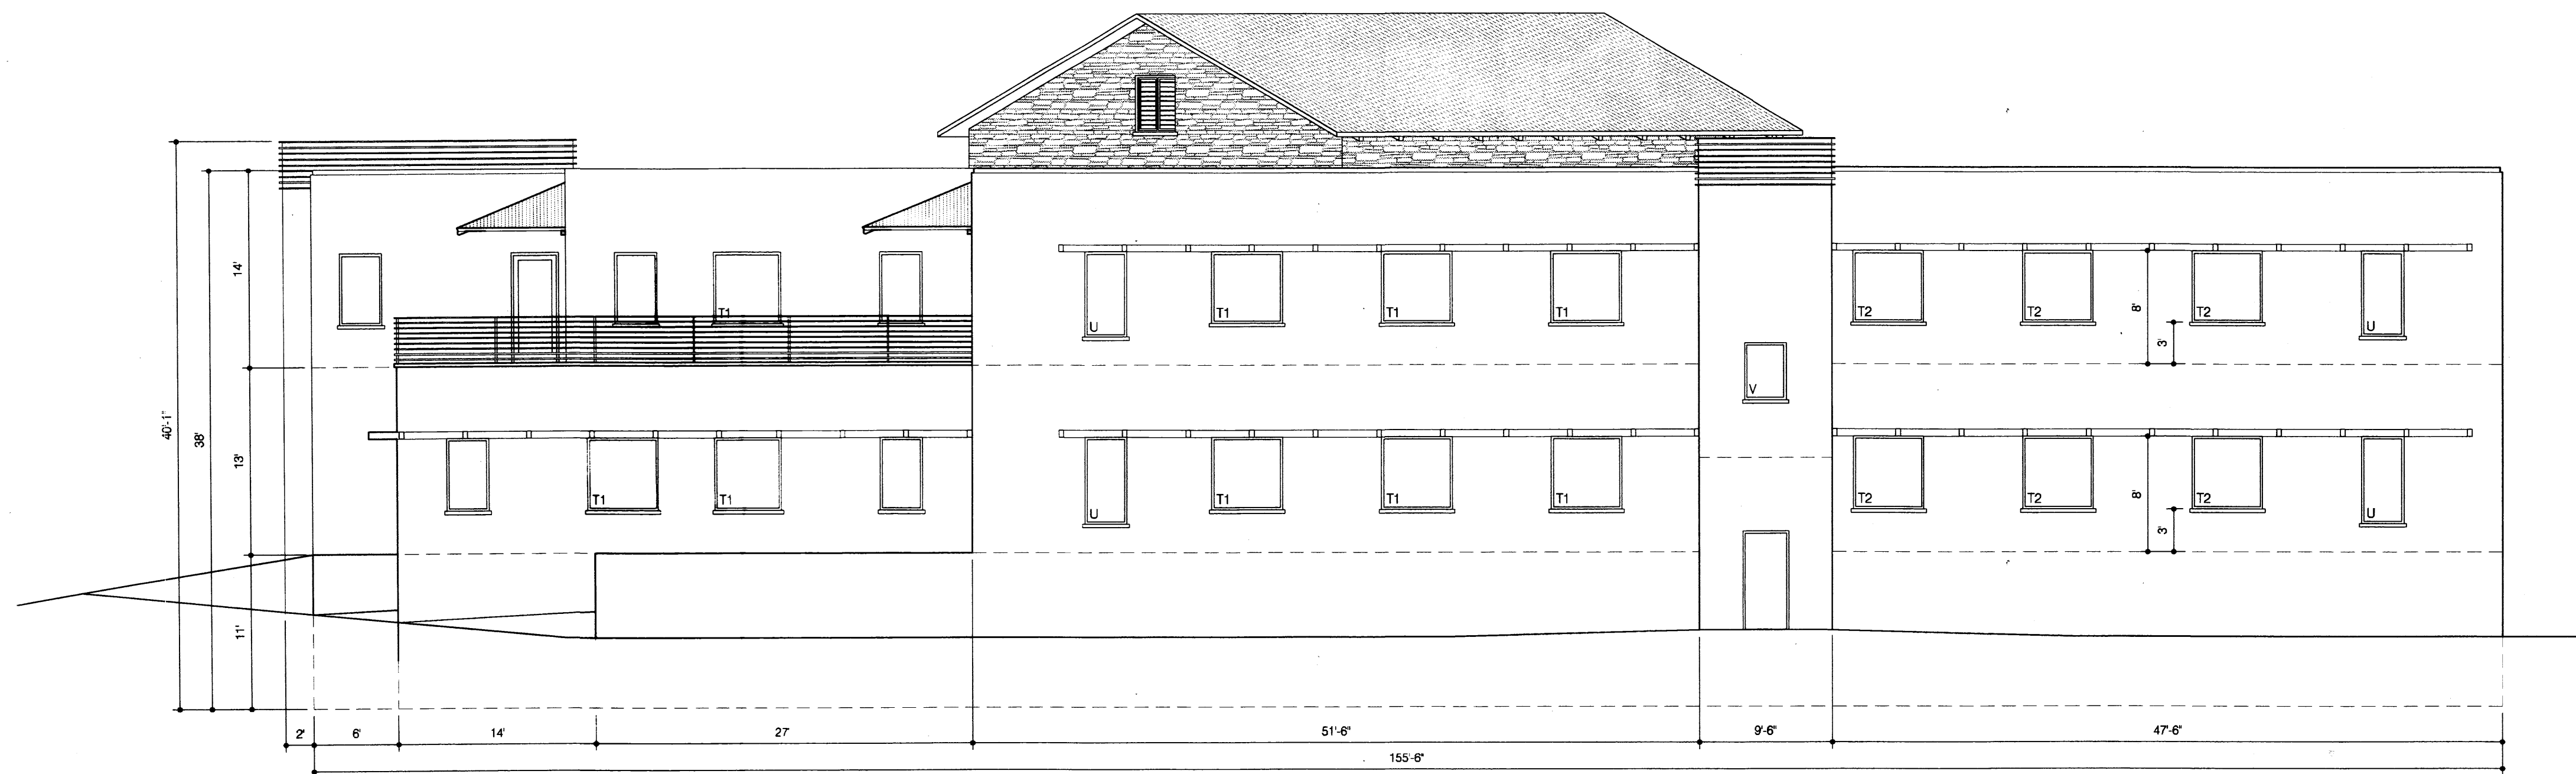 14'
13'
11'
38'
40'-1"
T1
U
T1
T1
T1
T2
T2
T2
U
8'
3'
V
T1
T1
U
T1
T1
T1
T2
T2
T2
U
8'
3'
2'
6'
14'
27'
51'-6"
9'-6"
47'-6"
155'-6"